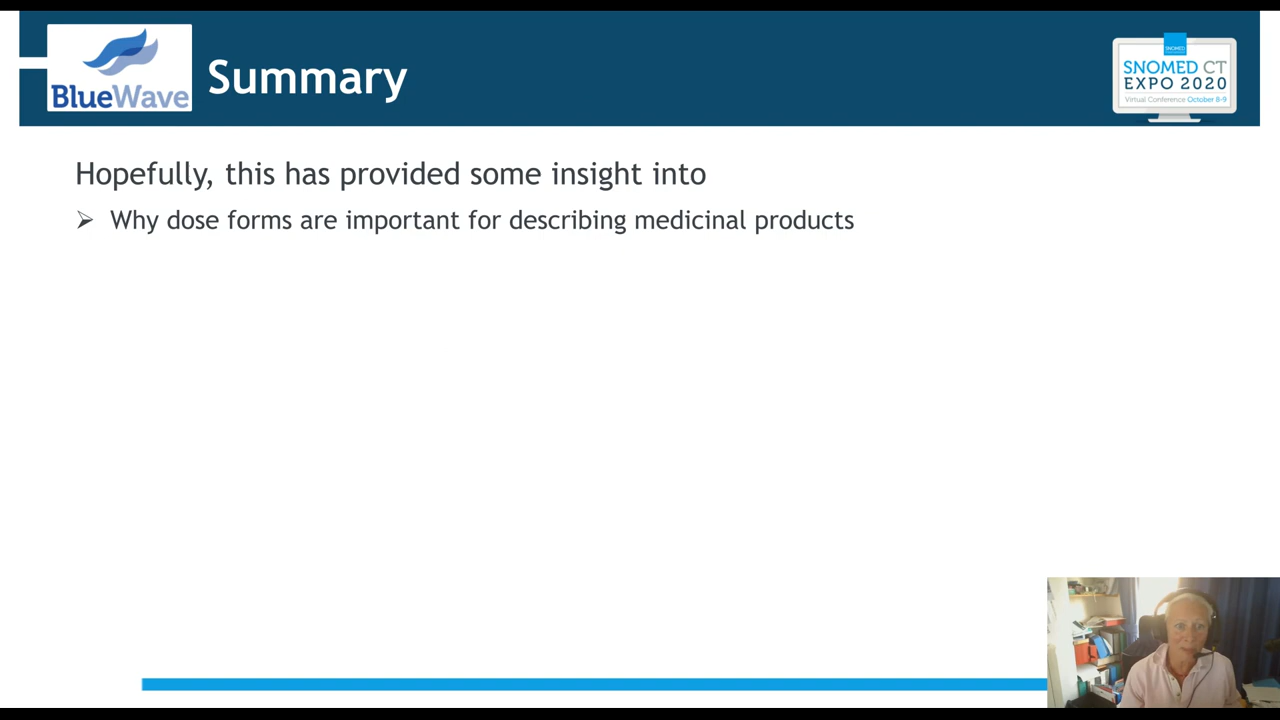 BlueWave
Summary
SNOMED
SNOMED CT
EXPO 2020
Virtual Conference October 8-9
Hopefully, this has provided some insight into
Why dose forms are important for describing medicinal products